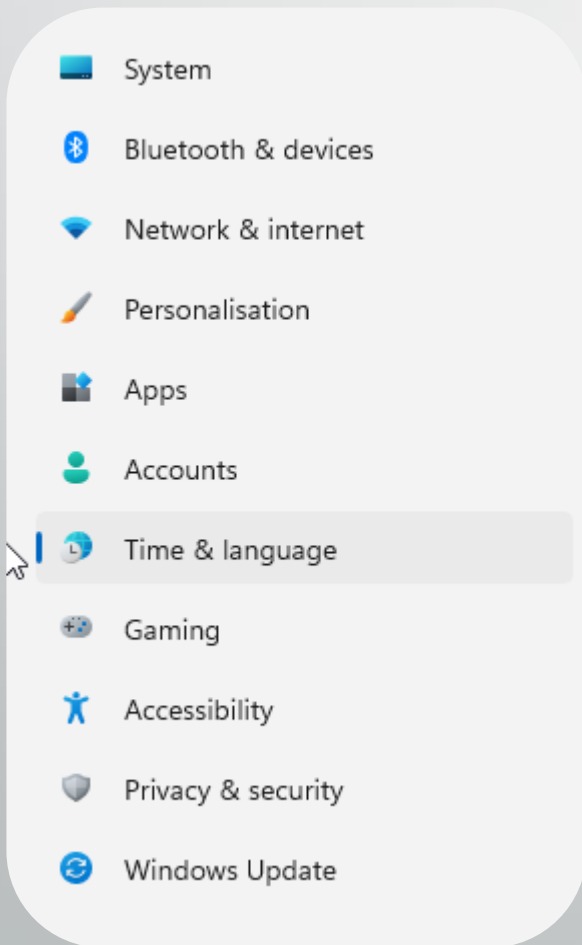 System
Bluetooth & devices
Network & internet
Personalisation
Apps
Accounts
Time & language
Gaming
Accessibility
Privacy & security
Windows Update